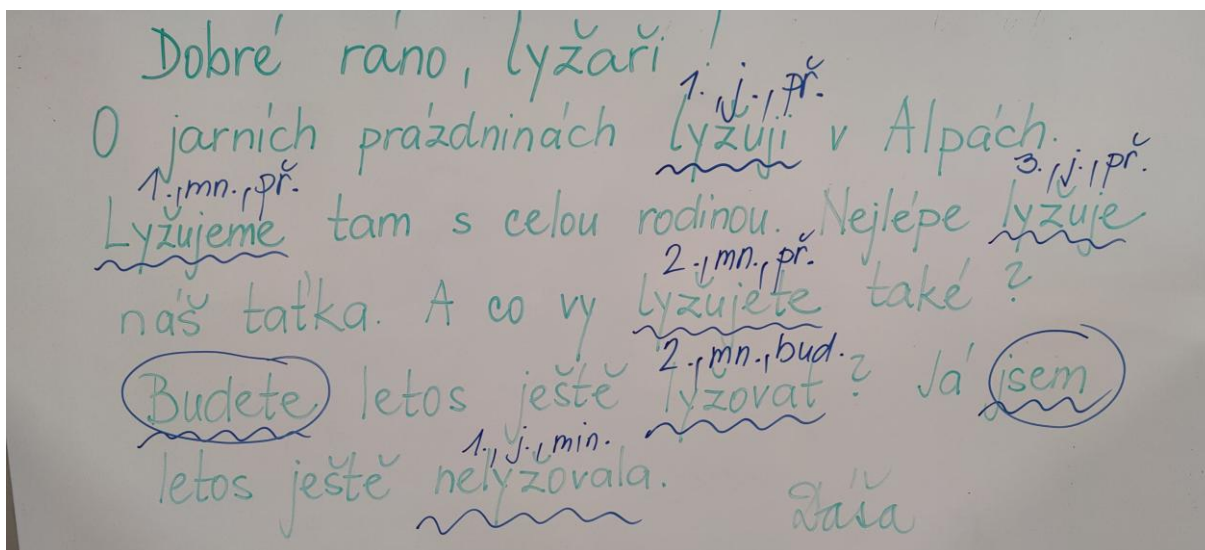 Dobré ráno, lyžaři!
1., j., př.
O jarních prázdninách lyžuji v Alpách.
1., mn., př.
3., j., př.
Lyžujeme tam s celou rodinou. Nejlépe lyžuje
2., mn., př.
náš taťka. A co vy lyžujete také?
2., mn., bud.
Budete letos ještě lyžovat? Já jsem
1., j., min.
letos ještě nelyžovala.
Dáša